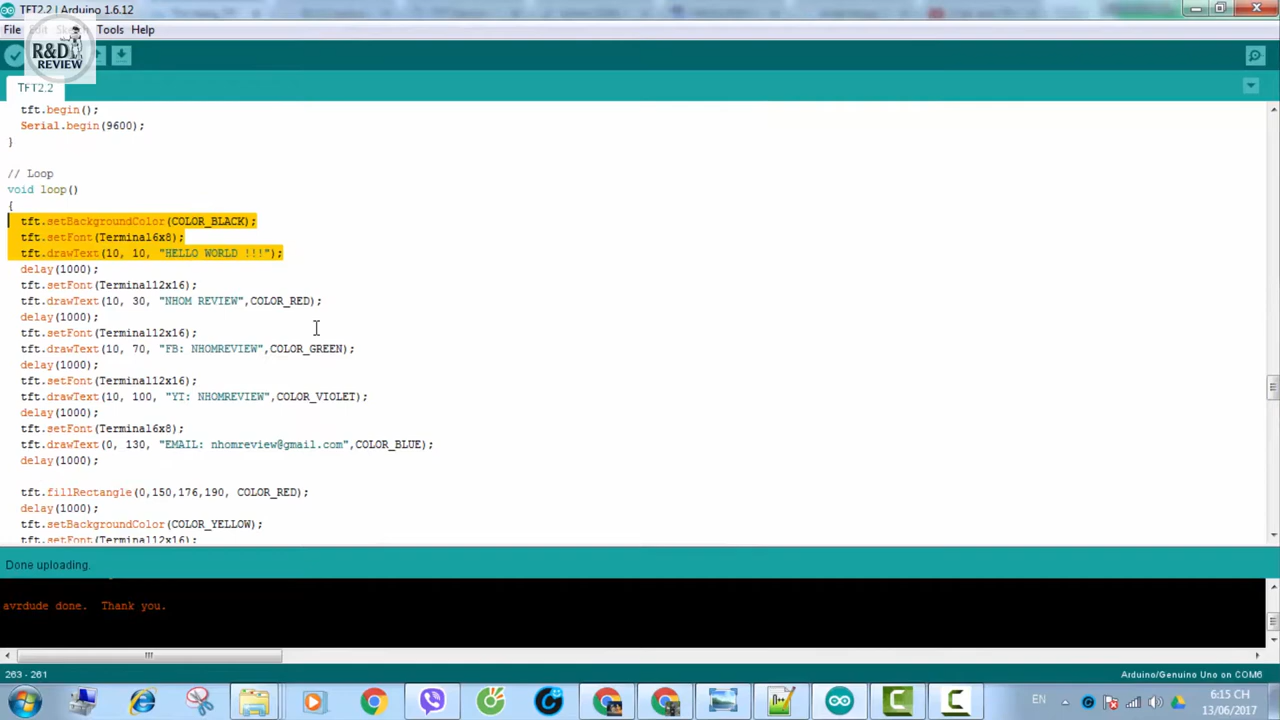 TFT2.2 | Arduino 1.6.12
File Edit Sketch Tools Help
R&D
REVIEW
TFT2.2
tft.begin();
Serial.begin(9600);
}
// Loop
void loop()
{
tft.setBackgroundColor(COLOR_BLACK);
tft.setFont(Terminal6x8);
tft.drawText(10, 10, "HELLO WORLD !!!");
delay(1000);
tft.setFont(Terminal12x16);
tft.drawText(10, 30, "NHOM REVIEW",COLOR_RED);
delay(1000);
tft.setFont(Terminal12x16);
tft.drawText(10, 70, "FB: NHOMREVIEW",COLOR_GREEN);
delay(1000);
tft.setFont(Terminal12x16);
tft.drawText(10, 100, "YT: NHOMREVIEW",COLOR_VIOLET);
delay(1000);
tft.setFont(Terminal6x8);
tft.drawText(0, 130, "EMAIL: nhomreview@gmail.com",COLOR_BLUE);
delay(1000);
tft.fillRectangle(0,150,176,190, COLOR_RED);
delay(1000);
tft.setBackgroundColor(COLOR_YELLOW);
tft.setFont(Terminal12x16);
Done uploading.
avrdude done. Thank you.
263 - 261
Arduino/Genuino Uno on COM6
EN
6:15 CH
13/06/2017